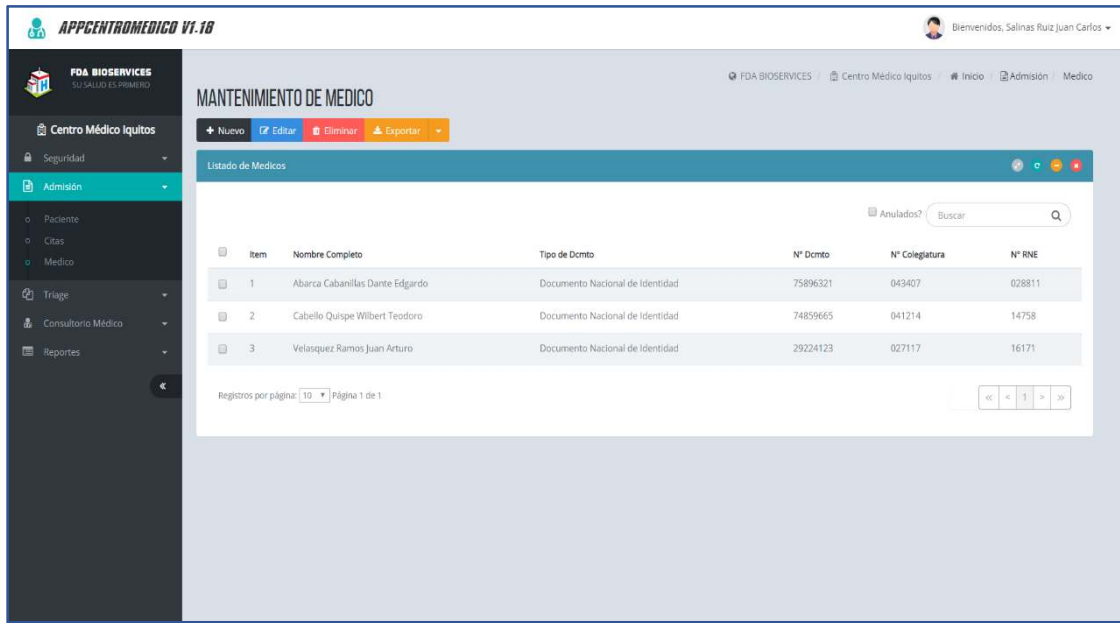 APPCENTROMEDICO V1.18
Bienvenidos, Salinas Ruiz Juan Carlos
FDA BIOSERVICES
SU SALUD ES PRIMERO
Centro Médico Iquitos
Seguridad
Admisión
Paciente
Citas
Medico
Triage
Consultorio Médico
Reportes
FDA BIOSERVICES / Centro Médico Iquitos / Inicio / Admisión / Medico
MANTENIMIENTO DE MEDICO
+ Nuevo Editar Eliminar Exportar
Listado de Medicos
Anulados? Buscar
Item Nombre Completo Tipo de Dcmto N° Dcmto N° Colegiatura N° RNE
1 Abarca Cabanillas Dante Edgardo Documento Nacional de Identidad 75896321 043407 028811
2 Cabello Quispe Wilbert Teodoro Documento Nacional de Identidad 74859665 041214 14758
3 Velasquez Ramos Juan Arturo Documento Nacional de Identidad 29224123 027117 16171
Registros por página: 10 Página 1 de 1 << < 1 > >>